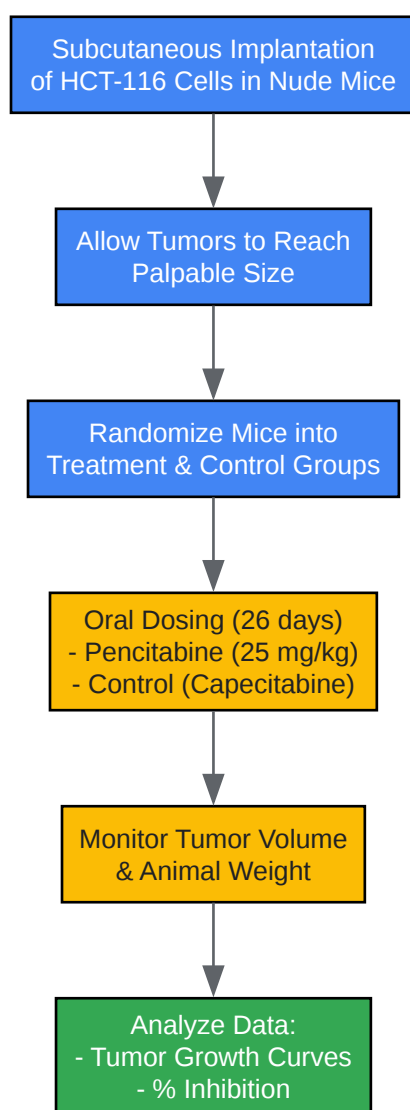 Subcutaneous Implantation
of HCT-116 Cells in Nude Mice
Allow Tumors to Reach
Palpable Size
Randomize Mice into
Treatment & Control Groups
Oral Dosing (26 days)
- Pencitabine (25 mg/kg)
- Control (Capecitabine)
Monitor Tumor Volume
& Animal Weight
Analyze Data:
- Tumor Growth Curves
- % Inhibition